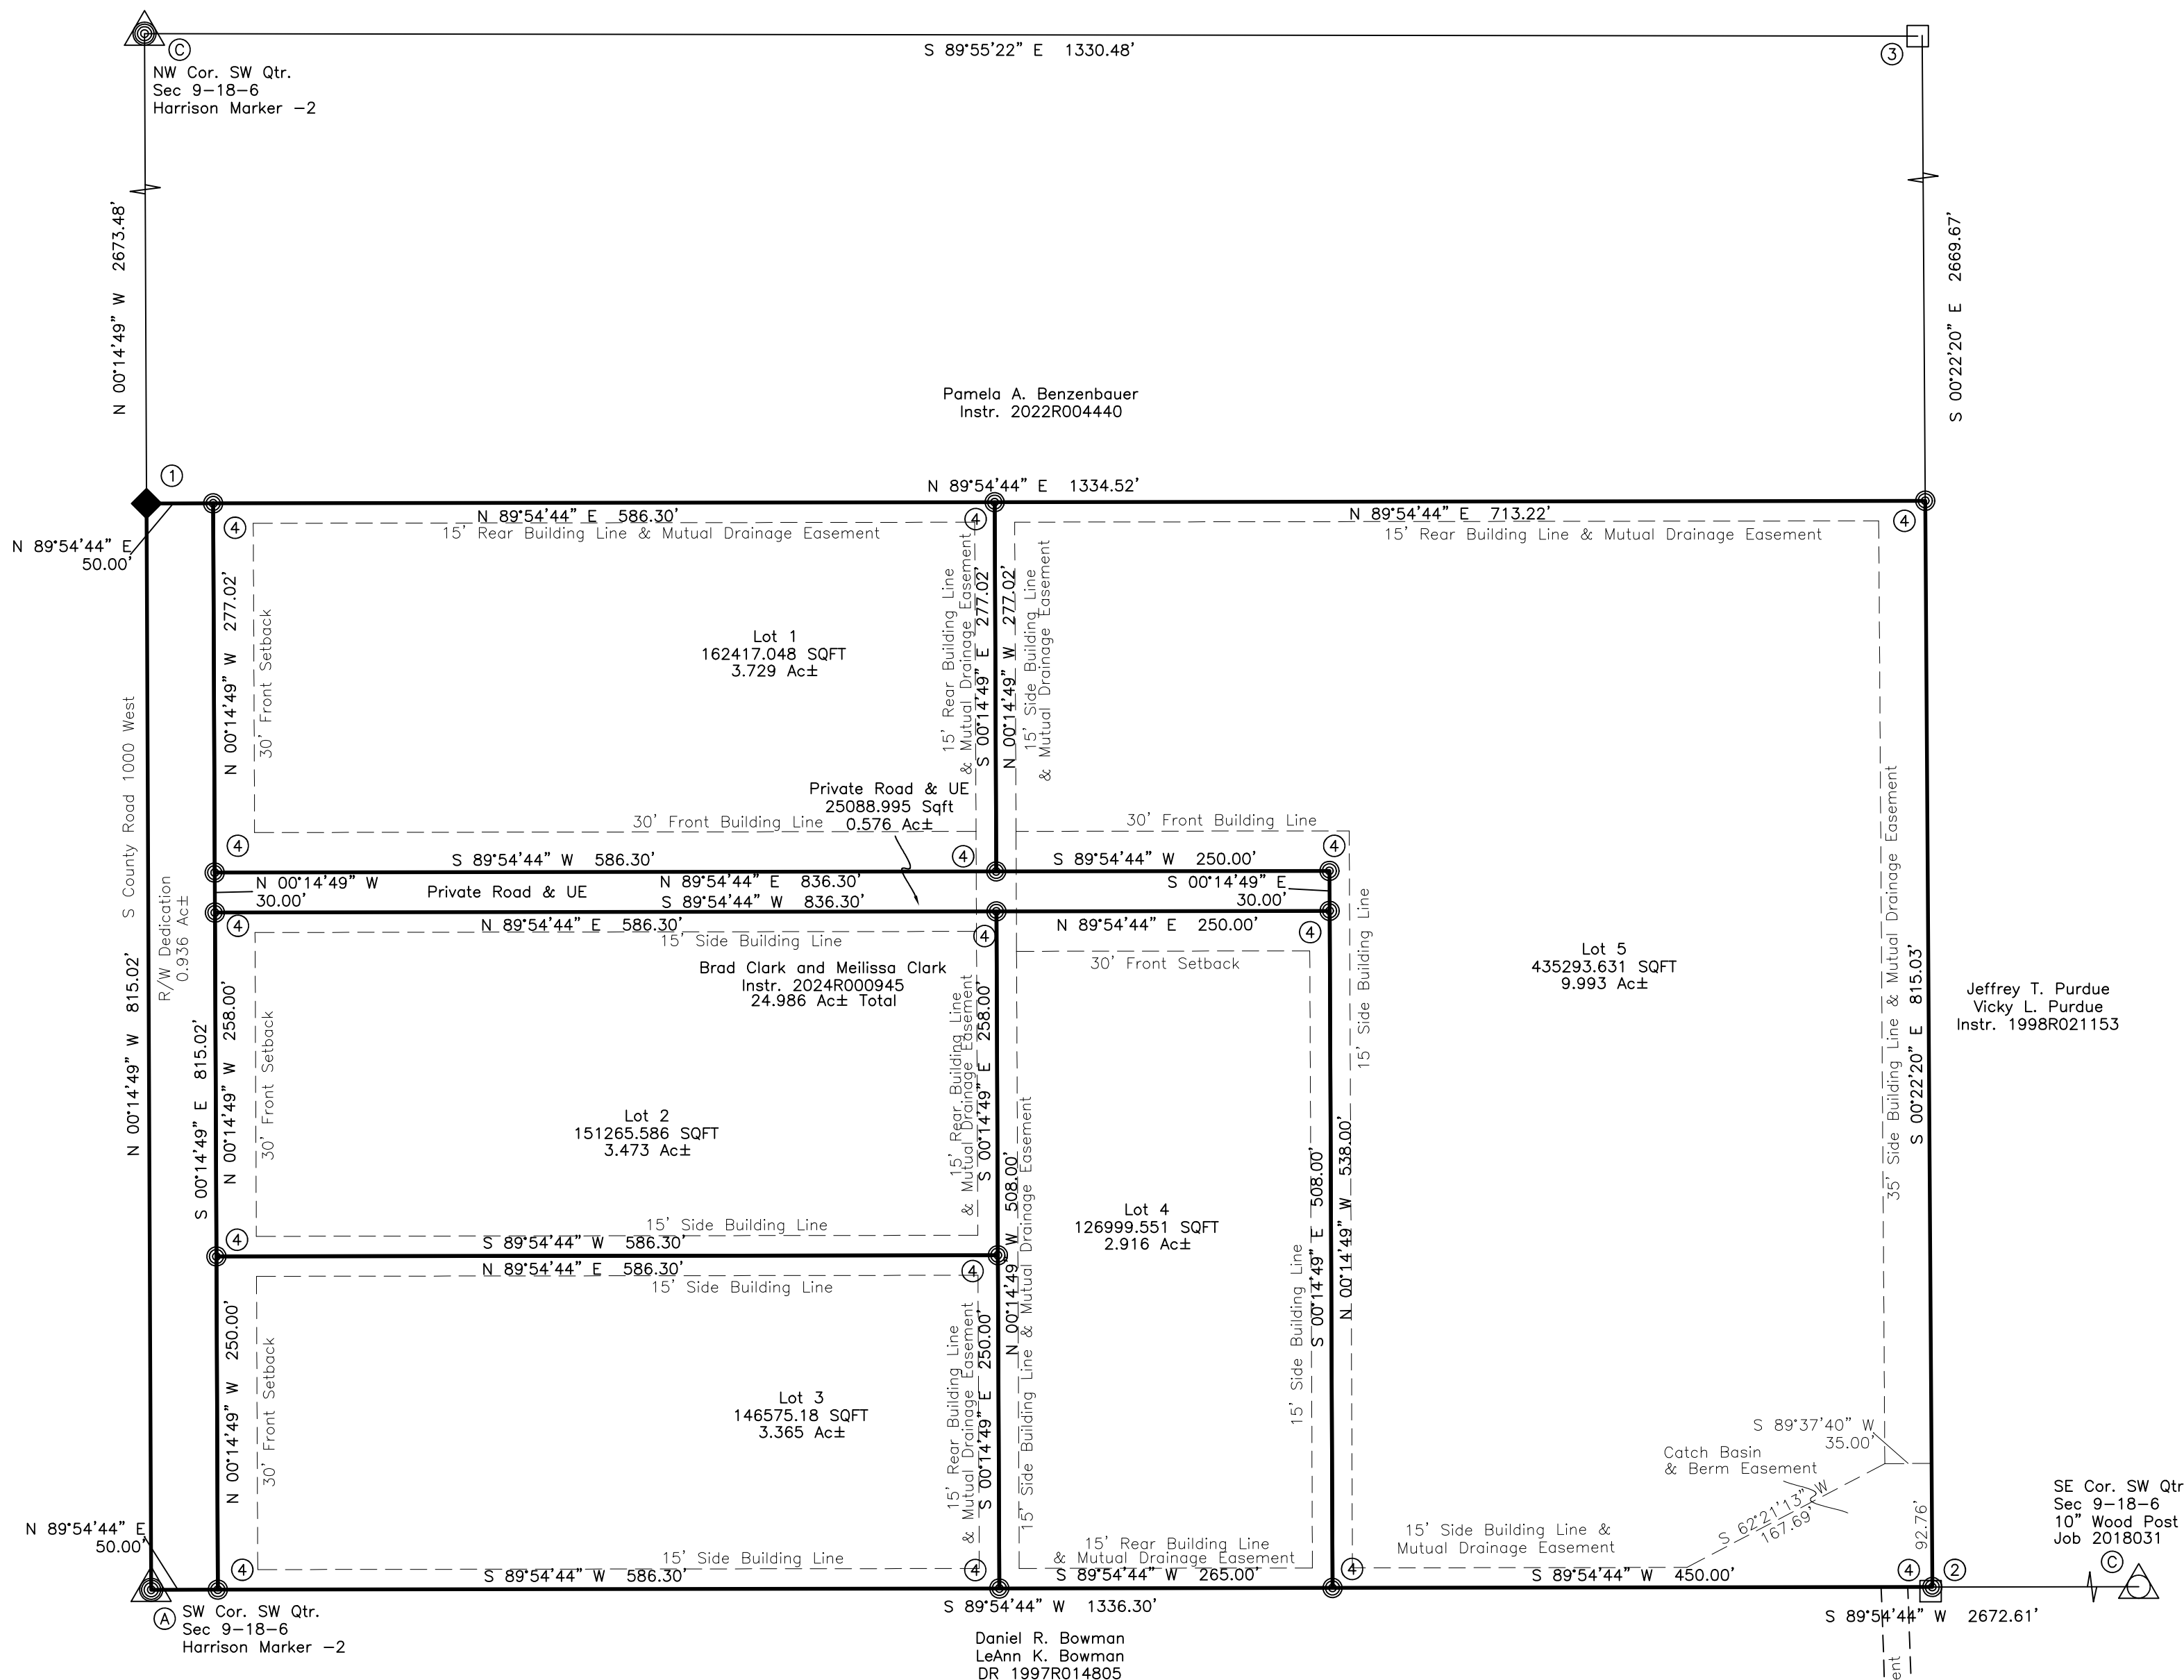 S 89°55'22" E 1330.48'
C
3
NW Cor. SW Qtr.
Sec 9-18-6
Harrison Marker -2
N 00°14'49" W 2673.48'
S 00°22'20" E 2669.67'
Pamela A. Benzenbauer
Instr. 2022R004440
1
N 89°54'44" E 1334.52'
N 89°54'44" E
50.00'
4
N 89°54'44" E 586.30'
15' Rear Building Line & Mutual Drainage Easement
4
N 89°54'44" E 713.22'
15' Rear Building Line & Mutual Drainage Easement
4
N 00°14'49" W 277.02'
30' Front Setback
Lot 1
162417.048 SQFT
3.729 Ac±
15' Rear Building Line
& Mutual Drainage Easement
S 00°14'49" E 277.02'
N 00°14'49" W 277.02'
15' Side Building Line
& Mutual Drainage Easement
S County Road 1000 West
Private Road & UE
25088.995 Sqft
0.576 Ac±
30' Front Building Line
30' Front Building Line
4
4
4
S 89°54'44" W 586.30'
S 89°54'44" W 250.00'
N 00°14'49" W
30.00'
Private Road & UE
N 89°54'44" E 836.30'
S 89°54'44" W 836.30'
S 00°14'49" E
30.00'
R/W Dedication
0.936 Ac±
4
N 89°54'44" E 586.30'
15' Side Building Line
4
N 89°54'44" E 250.00'
4
30' Front Setback
15' Side Building Line
Brad Clark and Meilissa Clark
Instr. 2024R000945
24.986 Ac± Total
Lot 5
435293.631 SQFT
9.993 Ac±
35' Side Building Line & Mutual Drainage Easement
S 00°22'20" E 815.03'
Jeffrey T. Purdue
Vicky L. Purdue
Instr. 1998R021153
N 00°14'49" W 815.02'
S 00°14'49" E 815.02'
N 00°14'49" W 258.00'
30' Front Setback
Lot 2
151265.586 SQFT
3.473 Ac±
15' Rear Building Line
& Mutual Drainage Easement
S 00°14'49" E 258.00'
N 00°14'49" W 508.00'
15' Side Building Line & Mutual Drainage Easement
Lot 4
126999.551 SQFT
2.916 Ac±
15' Side Building Line
S 00°14'49" E 508.00'
N 00°14'49" W 538.00'
15' Side Building Line
4
S 89°54'44" W 586.30'
N 89°54'44" E 586.30'
4
15' Side Building Line
N 00°14'49" W 250.00'
30' Front Setback
Lot 3
146575.18 SQFT
3.365 Ac±
15' Rear Building Line
& Mutual Drainage Easement
S 00°14'49" E 250.00'
S 89°37'40" W
35.00'
Catch Basin
& Berm Easement
S 62°21'13" W
167.69'
92.76'
SE Cor. SW Qtr
Sec 9-18-6
10" Wood Post
Job 2018031
C
N 89°54'44" E
50.00'
4
15' Side Building Line
4
15' Rear Building Line
& Mutual Drainage Easement
15' Side Building Line &
Mutual Drainage Easement
4
4
2
S 89°54'44" W 586.30'
S 89°54'44" W 265.00'
S 89°54'44" W 450.00'
A
SW Cor. SW Qtr.
Sec 9-18-6
Harrison Marker -2
S 89°54'44" W 1336.30'
S 89°54'44" W 2672.61'
Daniel R. Bowman
LeAnn K. Bowman
DR 1997R014805
ent